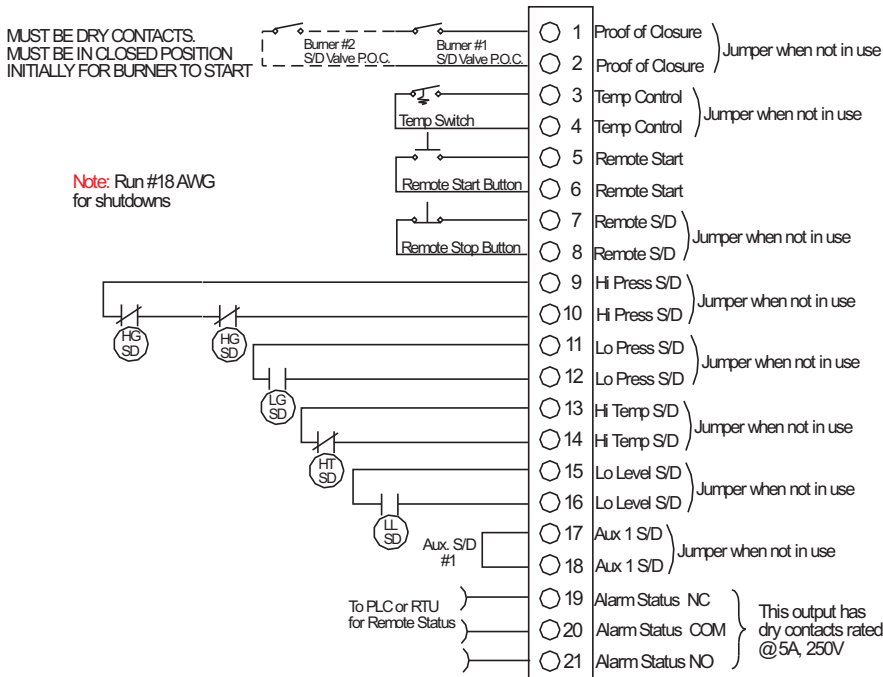 MUST BE DRY CONTACTS.
MUST BE IN CLOSED POSITION
INITIALLY FOR BURNER TO START
Burner #2
S/D Valve P.O.C.
Burner #1
S/D Valve P.O.C.
1 Proof of Closure
2 Proof of Closure
Jumper when not in use
3 Temp Control
4 Temp Control
Jumper when not in use
Temp Switch
5 Remote Start
6 Remote Start
Remote Start Button
Note: Run #18 AWG
for shutdowns
7 Remote S/D
8 Remote S/D
Jumper when not in use
Remote Stop Button
9 Hi Press S/D
10 Hi Press S/D
Jumper when not in use
HG
SD
HG
SD
11 Lo Press S/D
12 Lo Press S/D
Jumper when not in use
LG
SD
13 Hi Temp S/D
14 Hi Temp S/D
Jumper when not in use
HT
SD
15 Lo Level S/D
16 Lo Level S/D
Jumper when not in use
LL
SD
Aux. S/D
#1
17 Aux 1 S/D
18 Aux 1 S/D
Jumper when not in use
To PLC or RTU
for Remote Status
19 Alarm Status NC
20 Alarm Status COM
21 Alarm Status NO
This output has
dry contacts rated
@ 5A, 250V